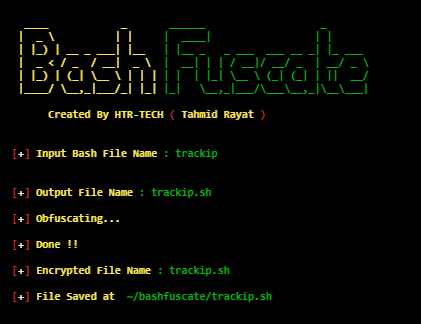 BashFuscate
Created By HTR-TECH ( Tahmid Rayat )
[+] Input Bash File Name : trackip
[+] Output File Name : trackip.sh
[+] Obfuscating...
[+] Done !!
[+] Encrypted File Name : trackip.sh
[+] File Saved at ~/bashfuscate/trackip.sh